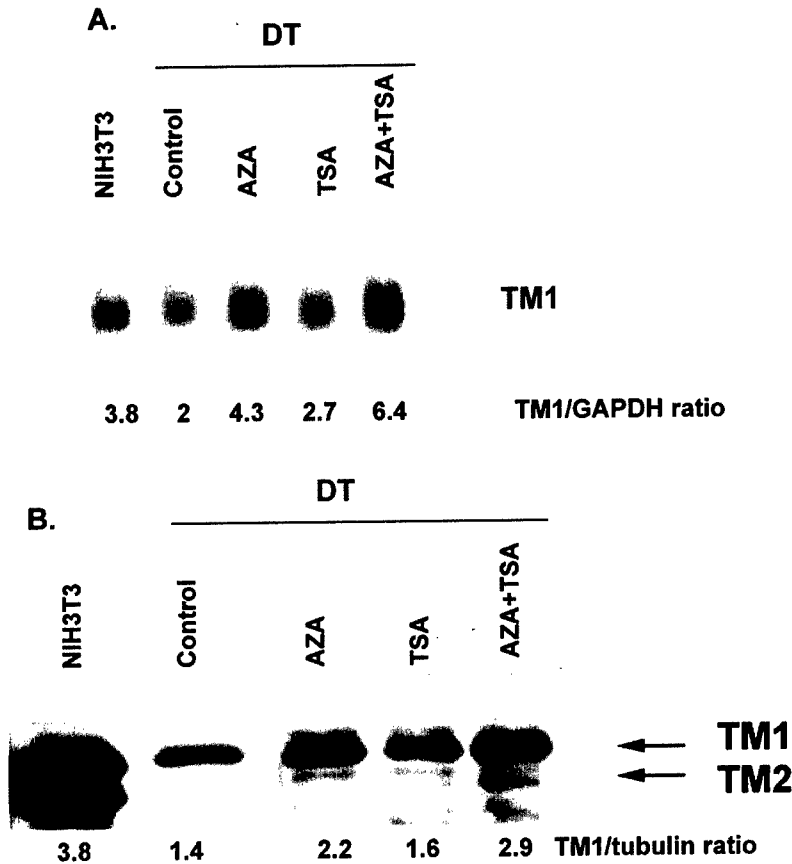 A.
DT
NIH3T3 Control AZA TSA AZA+TSA
TM1
3.8 2 4.3 2.7 6.4 TM1/GAPDH ratio
DT
B.
NIH3T3 Control AZA TSA AZA+TSA
TM1
TM2
3.8 1.4 2.2 1.6 2.9 TM1/tubulin ratio